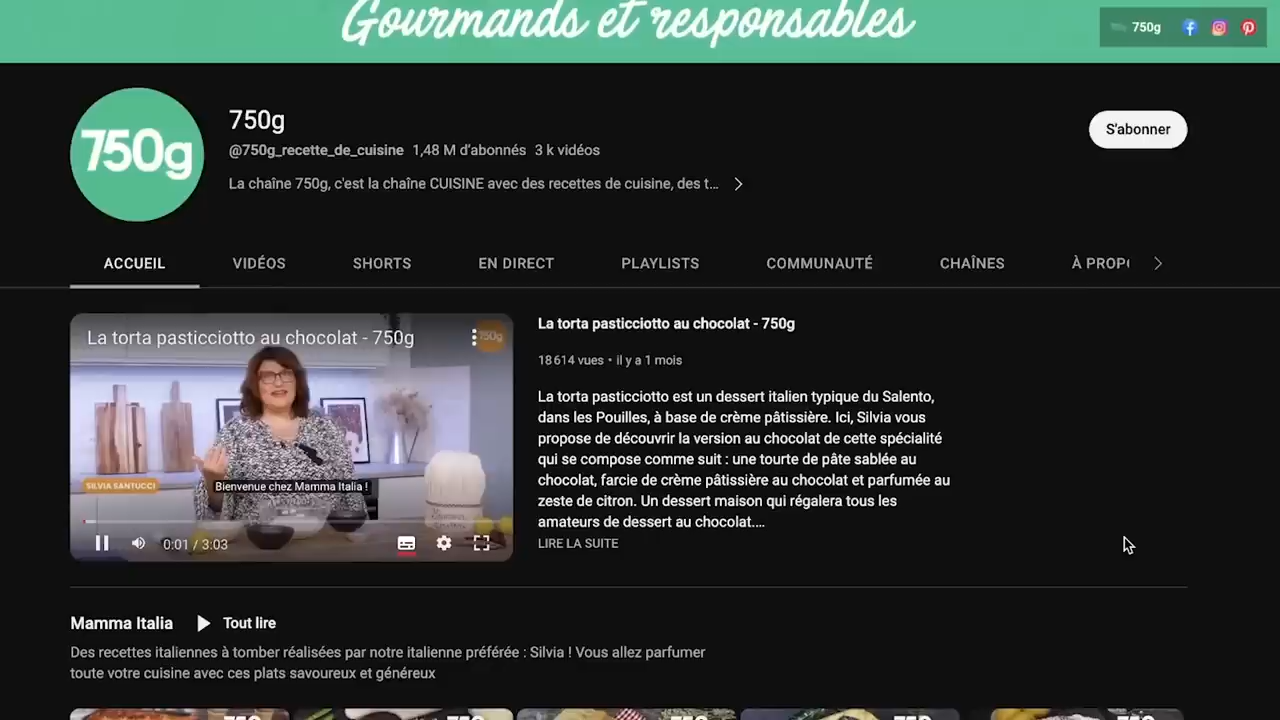 Gourmands et responsables
750g
750g
750g
@750g_recette_de_cuisine 1,48 M d'abonnés 3 k vidéos
La chaîne 750g, c'est la chaîne CUISINE avec des recettes de cuisine, des t...
S'abonner
ACCUEIL VIDÉOS SHORTS EN DIRECT PLAYLISTS COMMUNAUTÉ CHAÎNES À PROP
La torta pasticciotto au chocolat - 750g
750g
SILVIA SANTUCCI
Bienvenue chez Mamma Italia !
0:01 / 3:03
La torta pasticciotto au chocolat - 750g
18 614 vues • il y a 1 mois
La torta pasticciotto est un dessert italien typique du Salento,
dans les Pouilles, à base de crème pâtissière. Ici, Silvia vous
propose de découvrir la version au chocolat de cette spécialité
qui se compose comme suit : une tourte de pâte sablée au
chocolat, farcie de crème pâtissière au chocolat et parfumée au
zeste de citron. Un dessert maison qui régalera tous les
amateurs de dessert au chocolat....
LIRE LA SUITE
Mamma Italia Tout lire
Des recettes italiennes à tomber réalisées par notre italienne préférée : Silvia ! Vous allez parfumer
toute votre cuisine avec ces plats savoureux et généreux